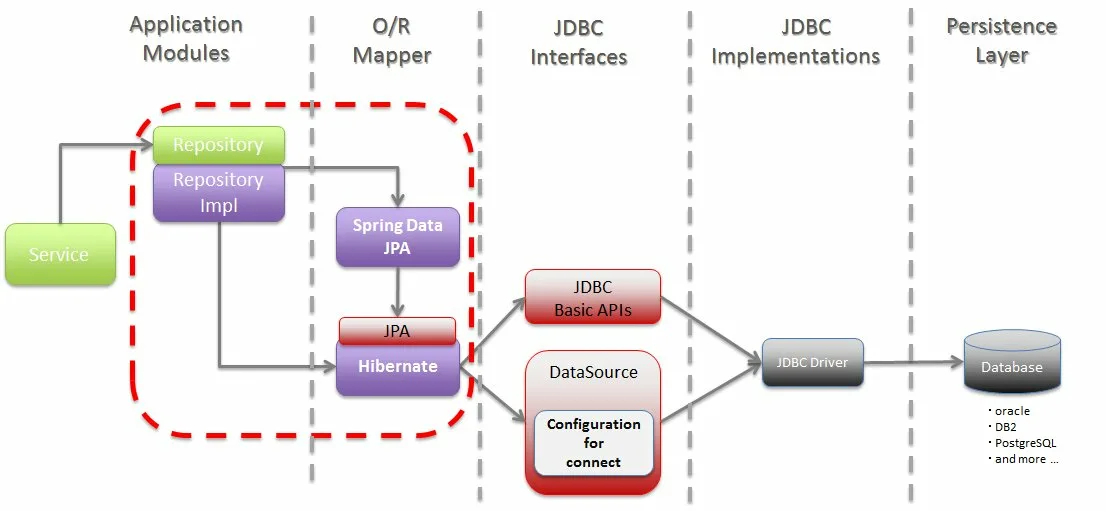 Application
Modules
O/R
Mapper
JDBC
Interfaces
JDBC
Implementations
Persistence
Layer
Repository
Repository
Impl
Service
Spring Data
JPA
JPA
Hibernate
JDBC
Basic APIs
DataSource
Configuration
for
connect
JDBC Driver
Database
・oracle
・DB2
・PostgreSQL
・and more ...